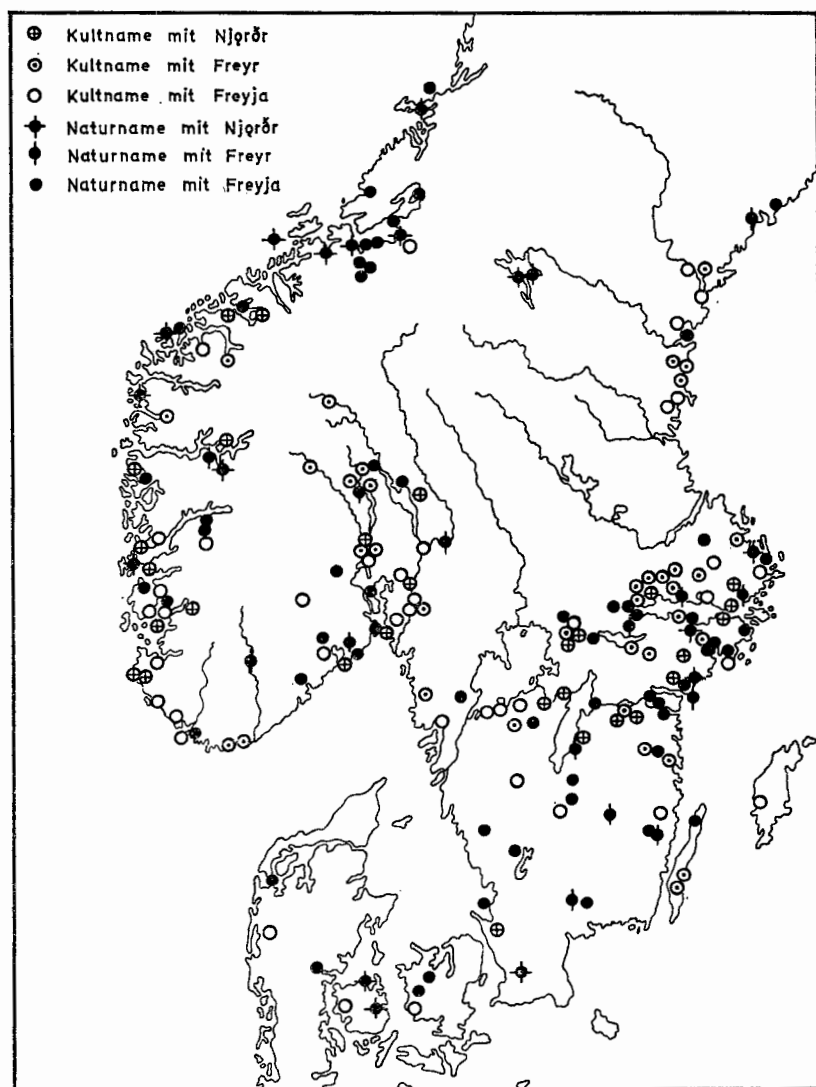 Kultname mit Njǫrðr
Kultname mit Freyr
Kultname mit Freyja
Naturname mit Njǫrðr
Naturname mit Freyr
Naturname mit Freyja